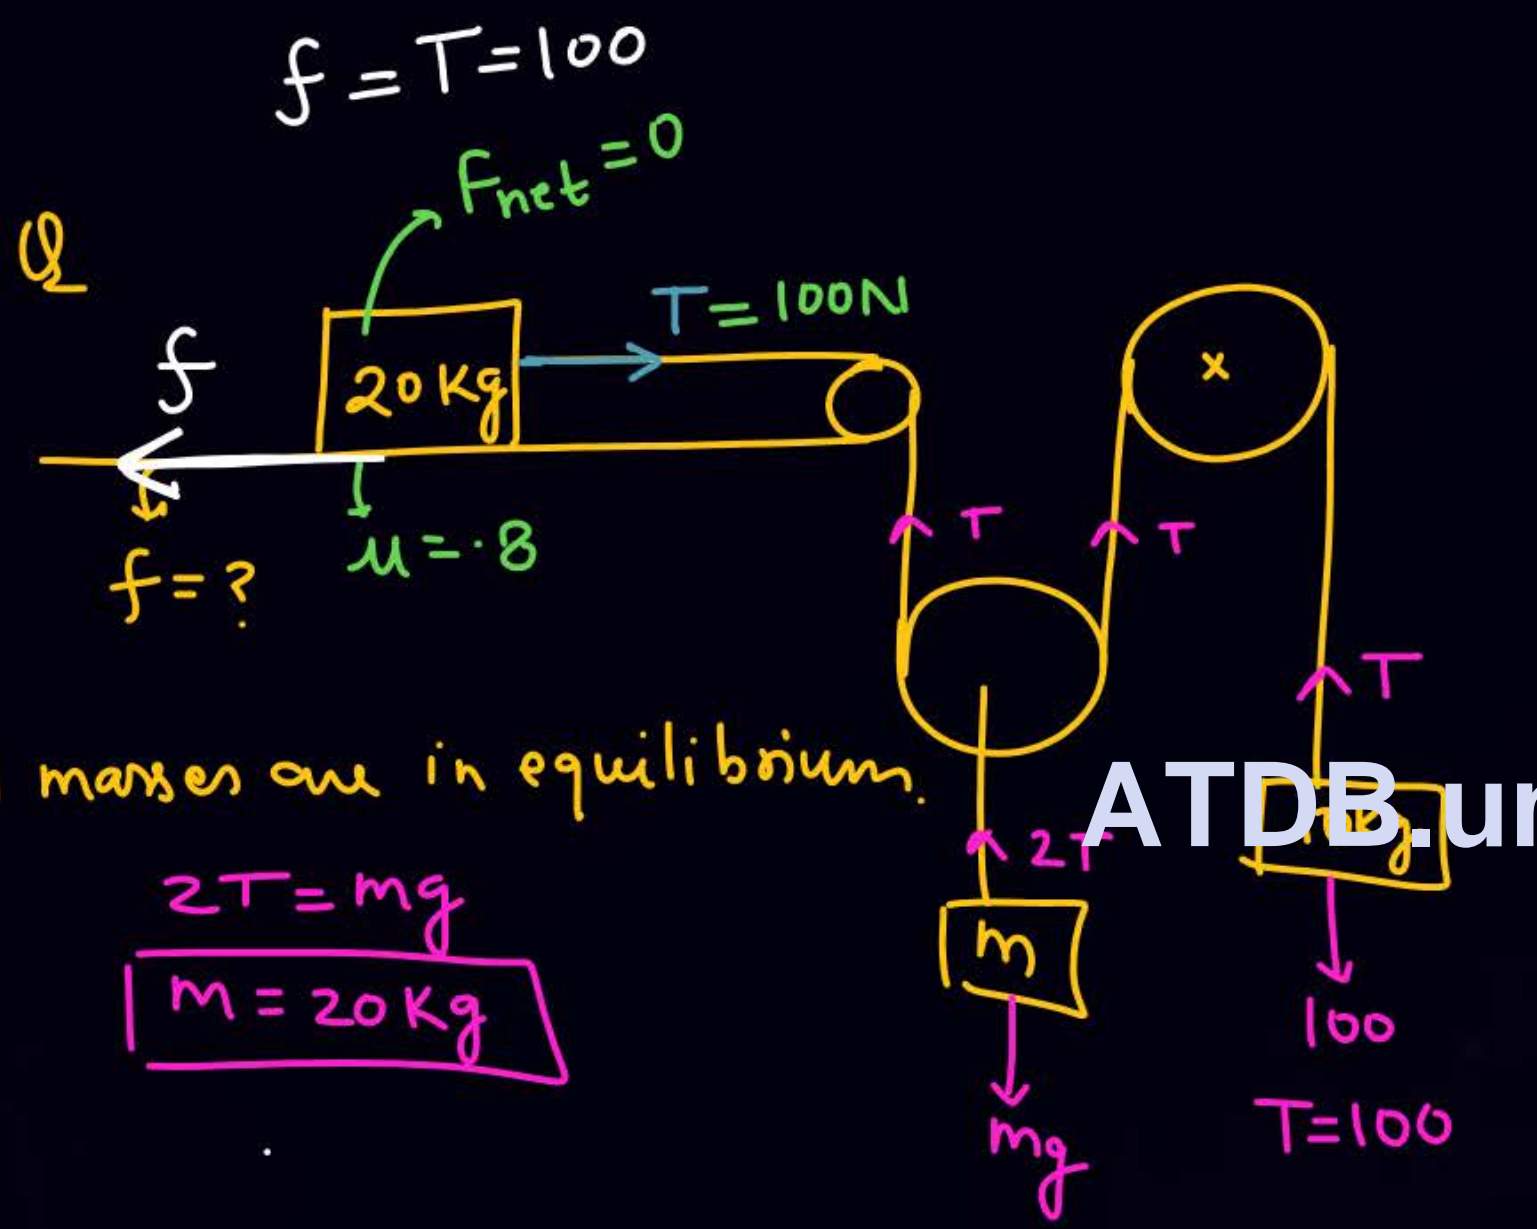 f = T = 100
Fnet = 0
Q
T = 100N
f
20 Kg
x
f = ?
μ = .8
T
T
T
masses are in equilibrium.
ATDB.ur
2T
2T = mg
m
m = 20 Kg
100
mg
T = 100